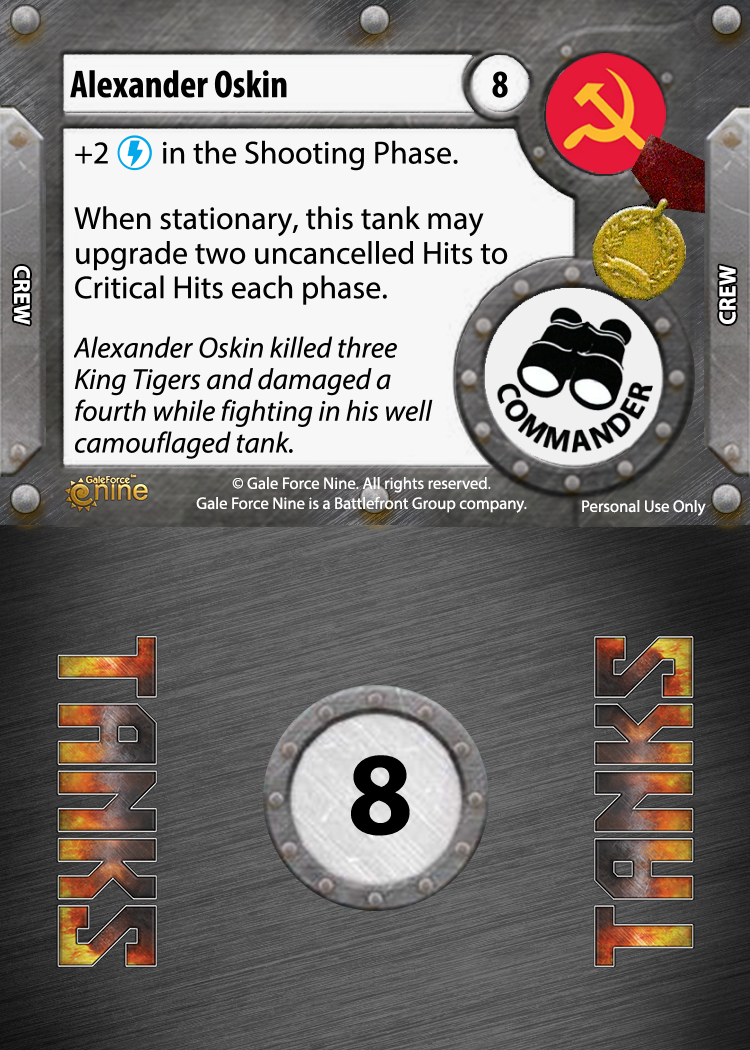 Alexander Oskin
8
+2 in the Shooting Phase.
When stationary, this tank may
upgrade two uncancelled Hits to
Critical Hits each phase.
Alexander Oskin killed three
King Tigers and damaged a
fourth while fighting in his well
camouflaged tank.
CREW
CREW
COMMANDER
GaleForce™
nine
© Gale Force Nine. All rights reserved.
Gale Force Nine is a Battlefront Group company.
Personal Use Only
TANKS
8
TANKS